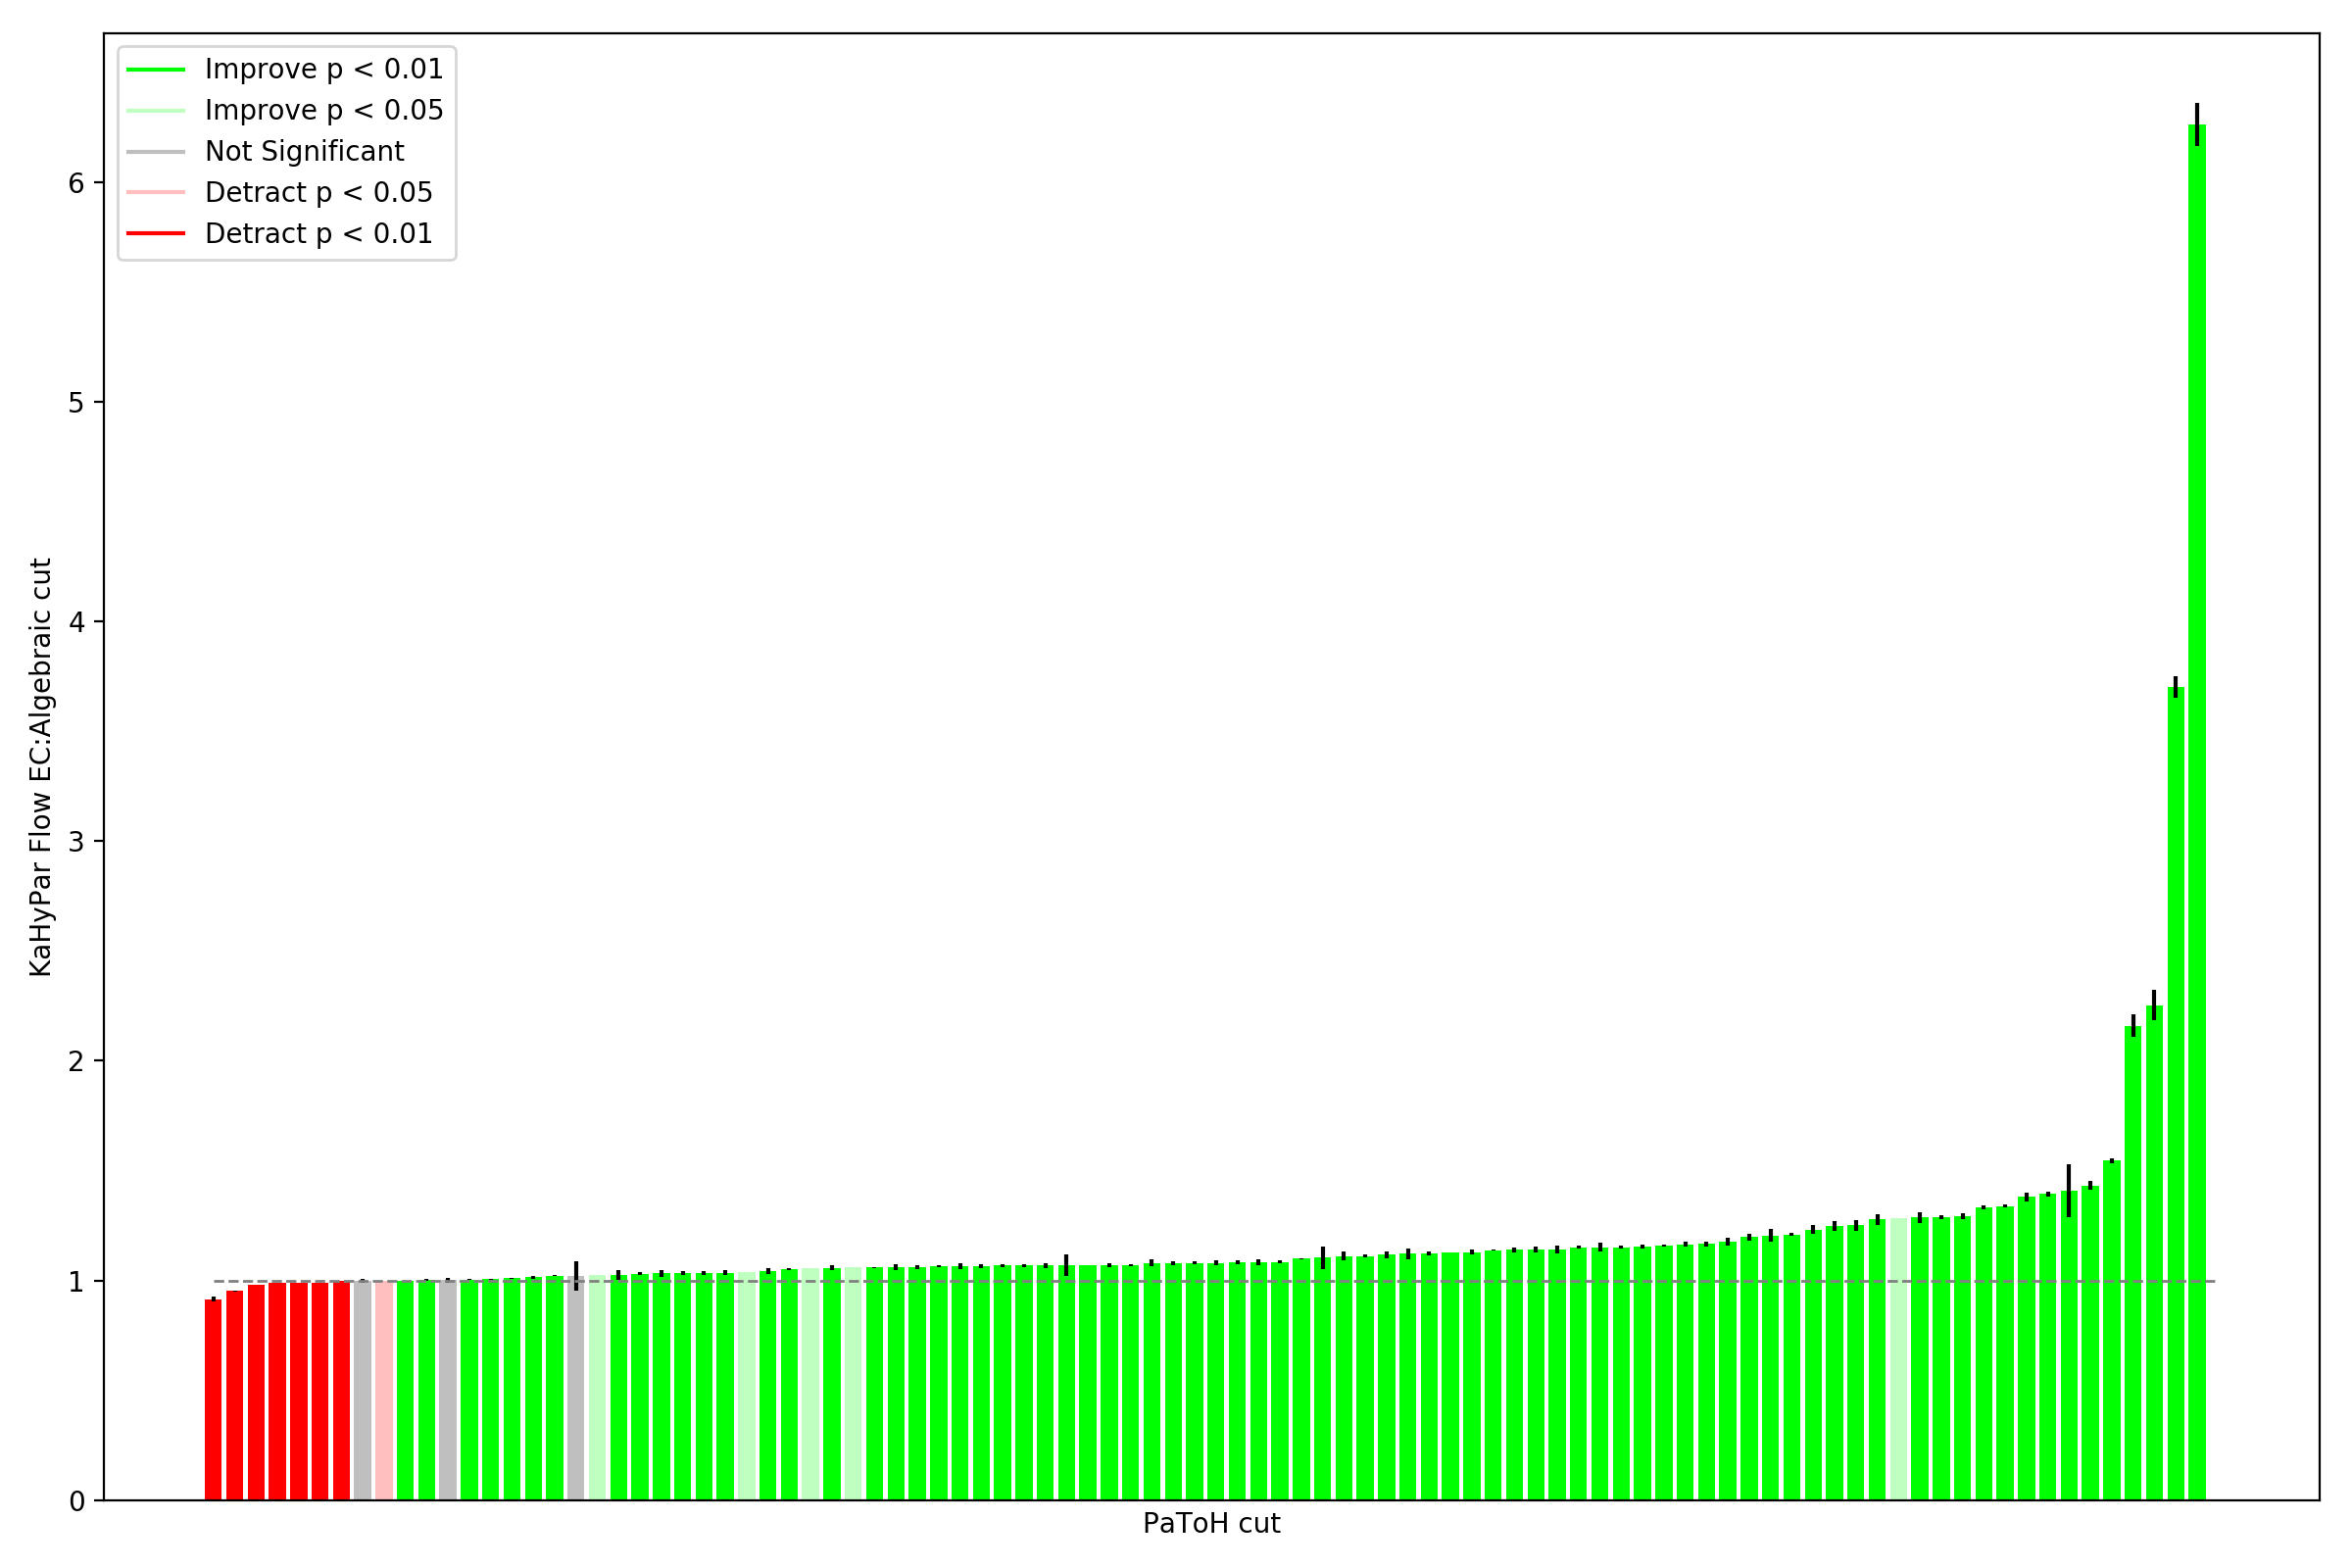 Improve p < 0.01
Improve p < 0.05
Not Significant
Detract p < 0.05
Detract p < 0.01
6
5
4
3
2
1
0
KaHyPar Flow EC:Algebraic cut
PaToH cut